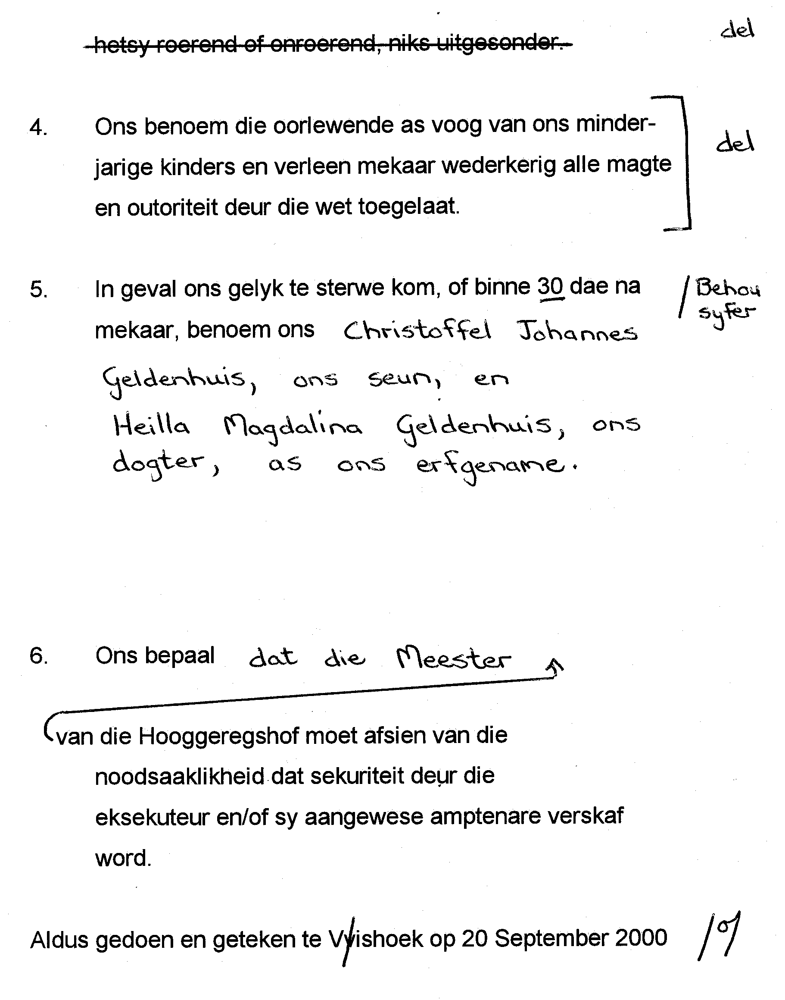 hetsy roerend of onroerend, niks uitgesonder. del
4. Ons benoem die oorlewende as voog van ons minder-
jarige kinders en verleen mekaar wederkerig alle magte del
en outoriteit deur die wet toegelaat.
5. In geval ons gelyk te sterwe kom, of binne 30 dae na / Behou
syfer
mekaar, benoem ons Christoffel Johannes
Geldenhuis, ons seun, en
Heilla Magdalina Geldenhuis, ons
dogter, as ons erfgename.
6. Ons bepaal dat die Meester
van die Hooggeregshof moet afsien van die
noodsaaklikheid dat sekuriteit deur die
eksekuteur en/of sy aangewese amptenare verskaf
word.
Aldus gedoen en geteken te Vyishoek op 20 September 2000